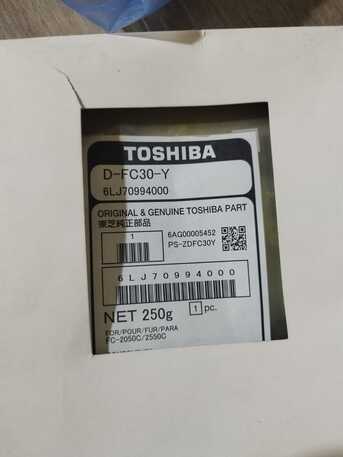 TOSHIBA
D-FC30-Y
6LJ70994000
ORIGINAL & GENUINE TOSHIBA PART
東芝純正部品
1
6AG00005452
PS-ZDFC30Y
6LJ70994000
NET 250g 1 pc.
FOR/POUR/FUR/PARA
FC-2050C/2550C